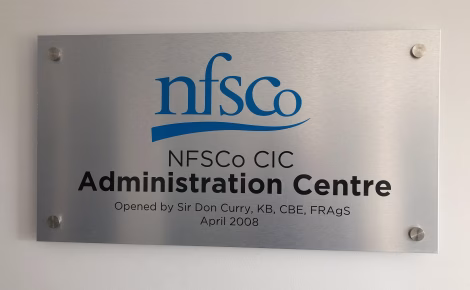 nfsco
NFSCo CIC
Administration Centre
Opened by Sir Don Curry, KB, CBE, FRAgS
April 2008